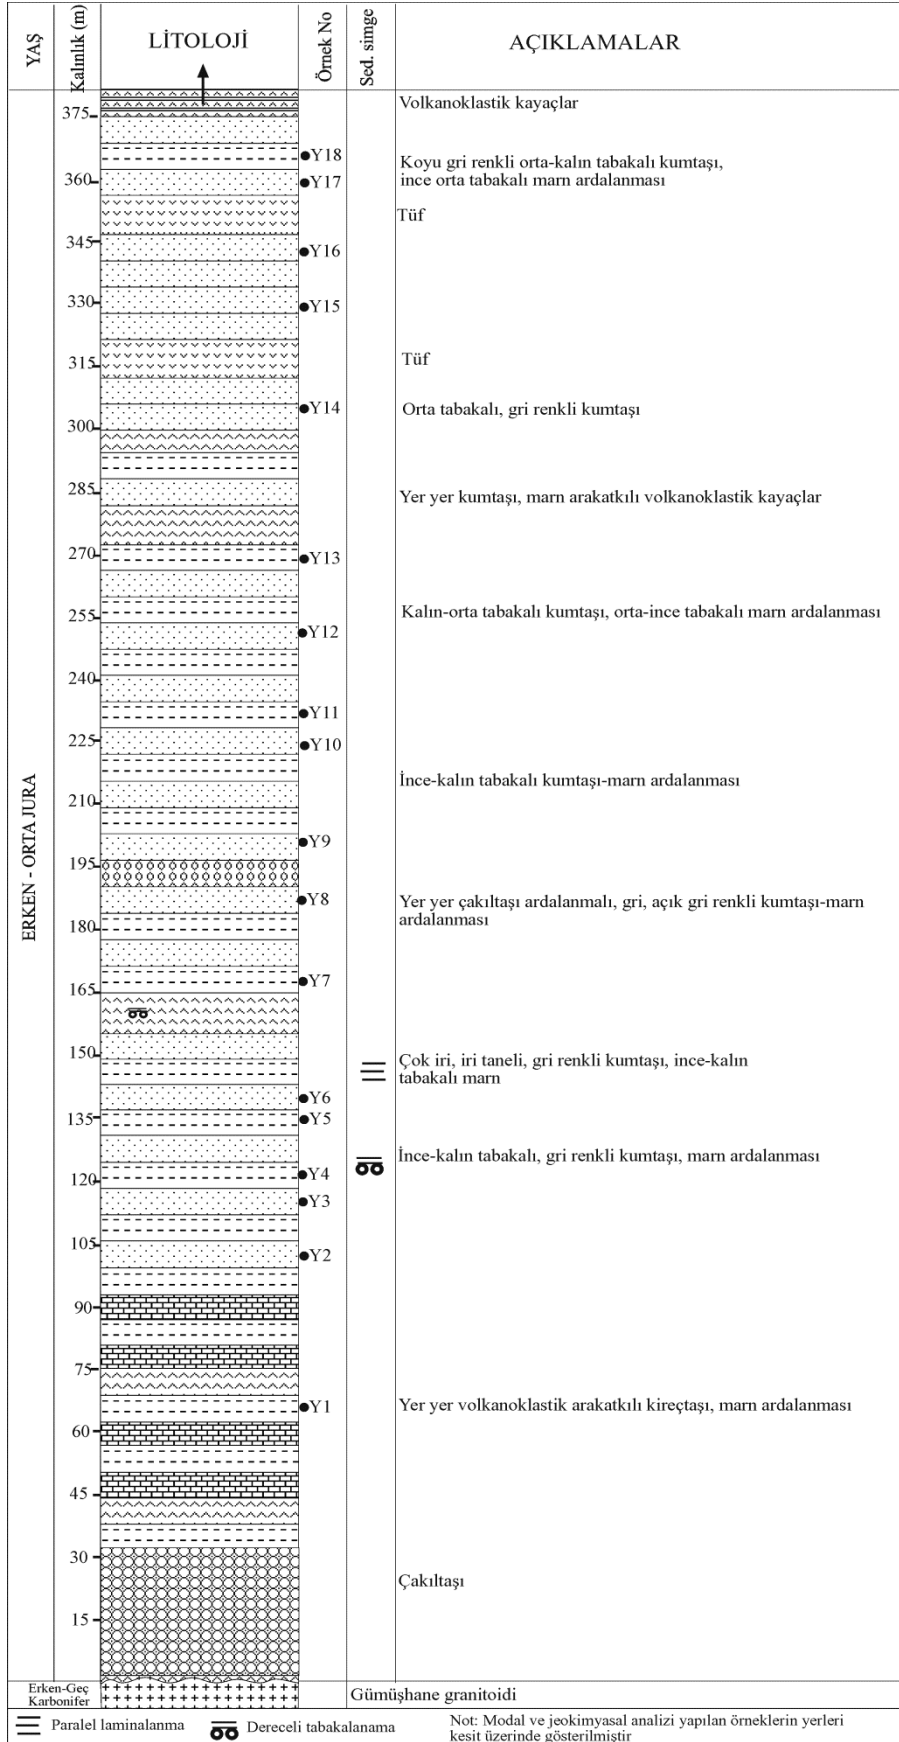 YAŞ
Kalınlık (m)
LİTOLOJİ
Örnek No
Sed. simge
AÇIKLAMALAR
Volkanoklastik kayaçlar
375
Y18
Koyu gri renkli orta-kalın tabakalı kumtaşı,
ince orta tabakalı marn ardalanması
360
Y17
Tüf
345
Y16
330
Y15
315
Tüf
Y14
Orta tabakalı, gri renkli kumtaşı
300
285
Yer yer kumtaşı, marn arakatkılı volkanoklastik kayaçlar
270
Y13
255
Kalın-orta tabakalı kumtaşı, orta-ince tabakalı marn ardalanması
Y12
240
Y11
225
Y10
İnce-kalın tabakalı kumtaşı-marn ardalanması
210
ERKEN - ORTA JURA
Y9
195
Y8
Yer yer çakıltaşı ardalanmalı, gri, açık gri renkli kumtaşı-marn
ardalanması
180
Y7
165
150
Çok iri, iri taneli, gri renkli kumtaşı, ince-kalın
tabakalı marn
Y6
135
Y5
İnce-kalın tabakalı, gri renkli kumtaşı, marn ardalanması
Y4
120
Y3
105
Y2
90
75
Y1
Yer yer volkanoklastik arakatkılı kireçtaşı, marn ardalanması
60
45
30
Çakıltaşı
15
Erken-Geç
Karbonifer
Gümüşhane granitoidi
Paralel laminalanma
Dereceli tabakalanama
Not: Modal ve jeokimyasal analizi yapılan örneklerin yerleri
kesit üzerinde gösterilmiştir